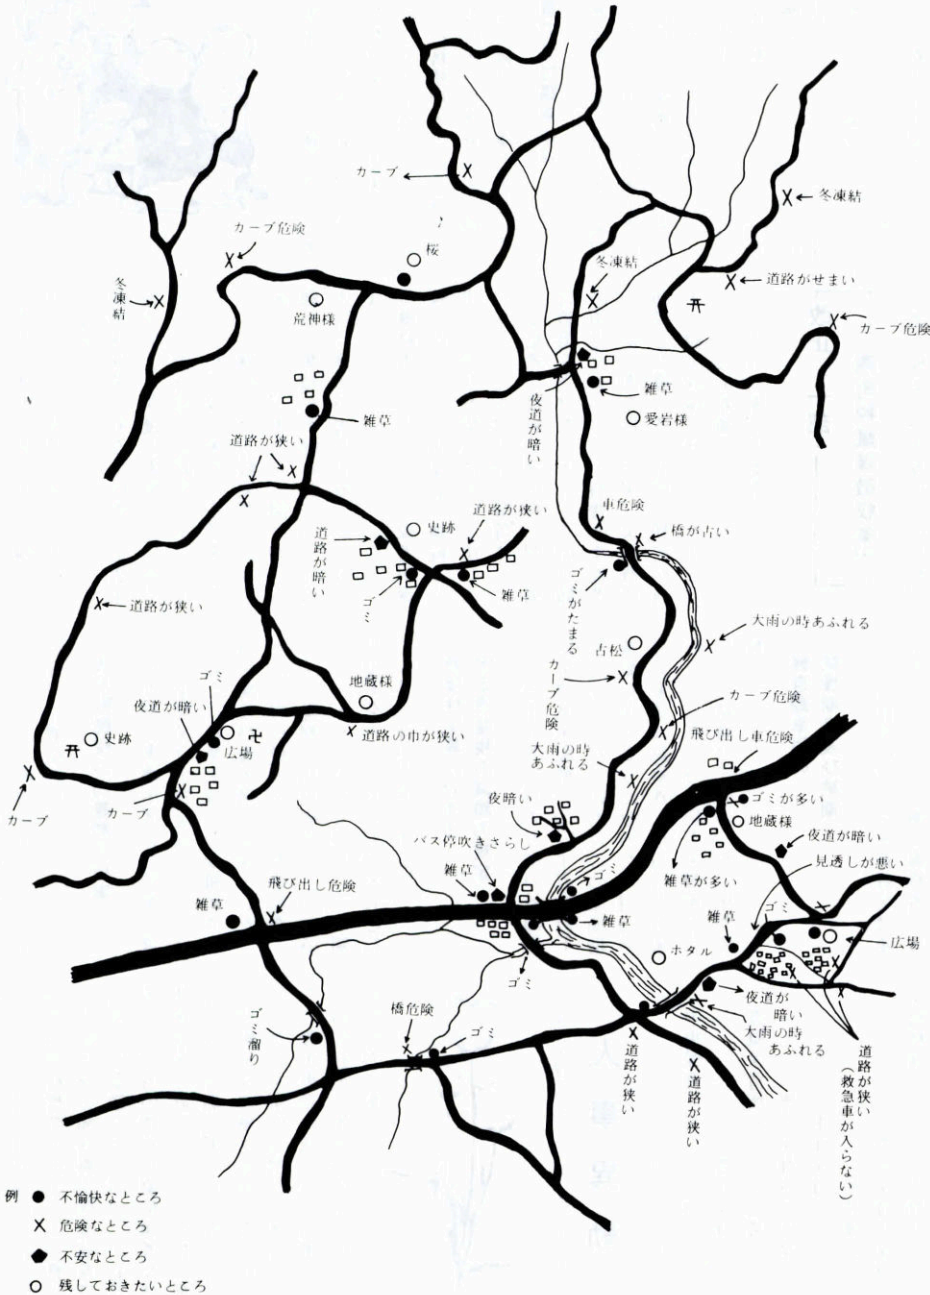 カーブ
冬凍結
カーブ危険
桜
冬凍結
道路がせまい
冬凍結
荒神様
カーブ危険
雑草
夜道が暗い
雑草
愛岩様
道路が狭い
車危険
史跡
道路が狭い
橋が古い
道路が暗い
ゴミ
雑草
ゴミがたまる
道路が狭い
大雨の時あふれる
古松
カーブ危険
ゴミ
地蔵様
夜道が暗い
カーブ危険
史跡
広場
卍
道路の巾が狭い
飛び出し車危険
大雨の時
あふれる
カーブ
カーブ
夜暗い
ゴミが多い
地蔵様
夜道が暗い
バス停吹きさらし
見透しが悪い
雑草
ゴミ
雑草が多い
飛び出し危険
雑草
雑草
雑草
ゴミ
広場
ホタル
ゴミ
夜道が
暗い
大雨の時
あふれる
ゴミ溜り
橋危険
ゴミ
道路が狭い
道路が狭い
道路が狭い
(救急車が入らない)
例 ● 不愉快なところ
X 危険なところ
⬟ 不安なところ
○ 残しておきたいところ